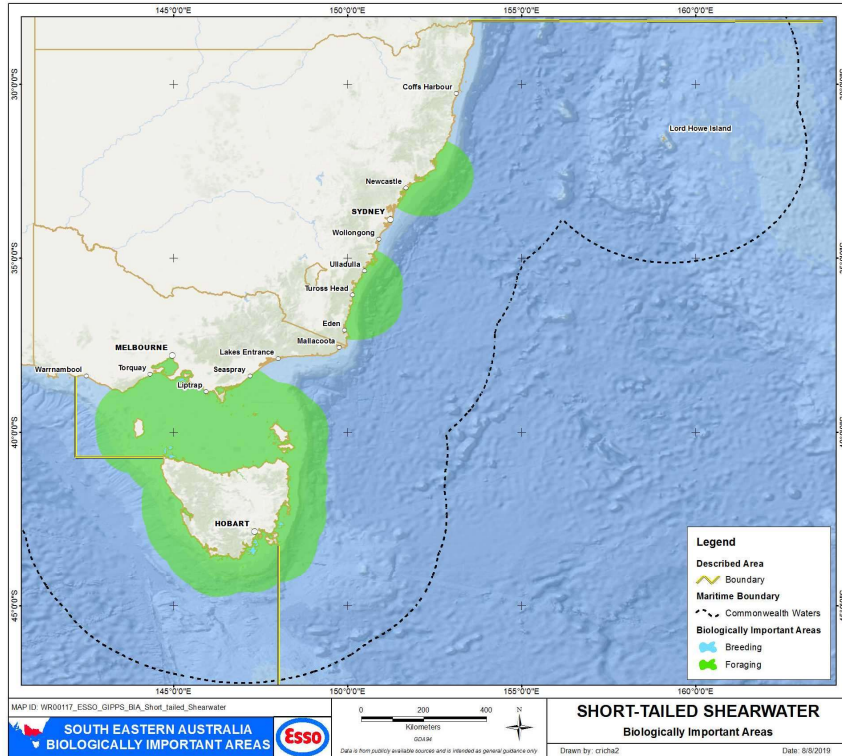 145°0'0"E 150°0'0"E 155°0'0"E 160°0'0"E
30°0'0"S
35°0'0"S
40°0'0"S
45°0'0"S
Coffs Harbour
Lord Howe Island
Newcastle
SYDNEY
Wollongong
Ulladulla
Tuross Head
Eden
Mallacoota
MELBOURNE
Lakes Entrance
Warrnambool
Torquay
Seaspray
Liptrap
HOBART
Legend
Described Area
Boundary
Maritime Boundary
Commonwealth Waters
Biologically Important Areas
Breeding
Foraging
145°0'0"E 150°0'0"E 155°0'0"E 160°0'0"E
MAP ID: WR00117_ESSO_GIPPS_BIA_Short_tailed_Shearwater
SOUTH EASTERN AUSTRALIA
BIOLOGICALLY IMPORTANT AREAS
Esso
0 200 400
Kilometers
GDA94
N
Data is from publicly available sources and is intended as general guidance only
SHORT-TAILED SHEARWATER
Biologically Important Areas
Drawn by: cricha2 Date: 8/8/2019